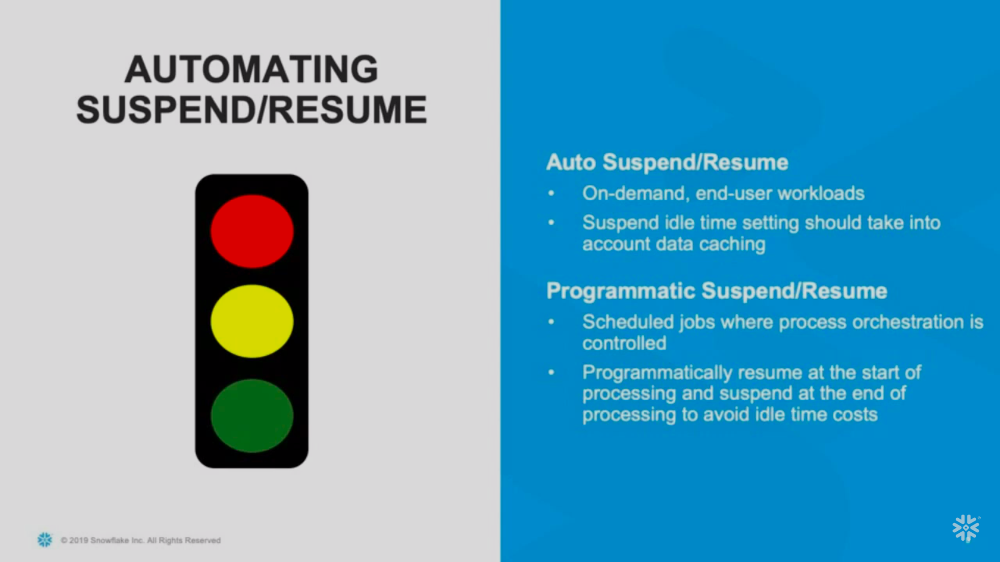 AUTOMATING
SUSPEND/RESUME
Auto Suspend/Resume
• On-demand, end-user workloads
• Suspend idle time setting should take into
account data caching
Programmatic Suspend/Resume
• Scheduled jobs where process orchestration is
controlled
• Programmatically resume at the start of
processing and suspend at the end of
processing to avoid idle time costs
© 2019 Snowflake Inc. All Rights Reserved